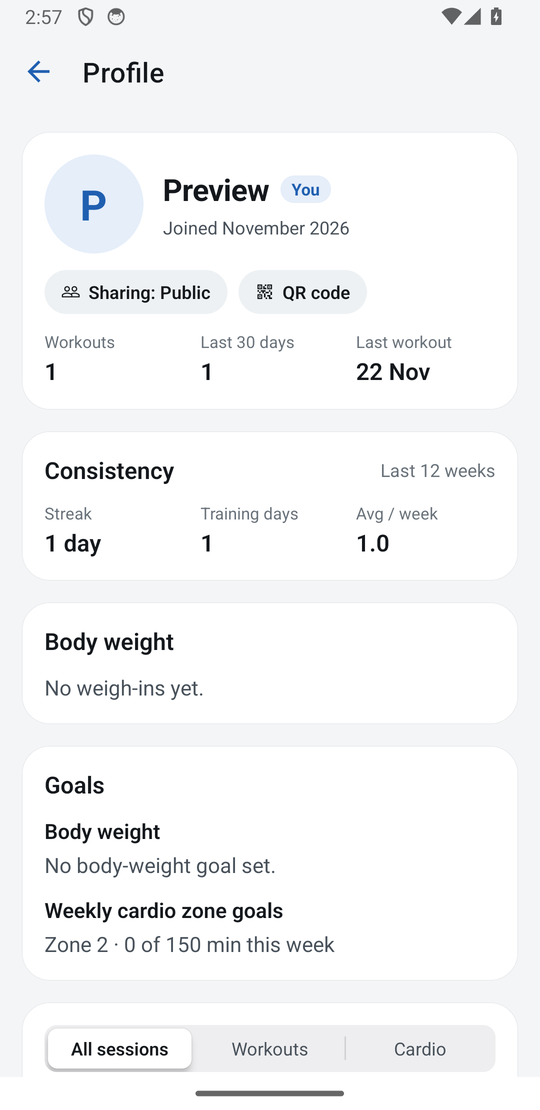 2:57
Profile
P
Preview You
Joined November 2026
Sharing: Public QR code
Workouts Last 30 days Last workout
1 1 22 Nov
Consistency Last 12 weeks
Streak Training days Avg / week
1 day 1 1.0
Body weight
No weigh-ins yet.
Goals
Body weight
No body-weight goal set.
Weekly cardio zone goals
Zone 2 · 0 of 150 min this week
All sessions Workouts Cardio